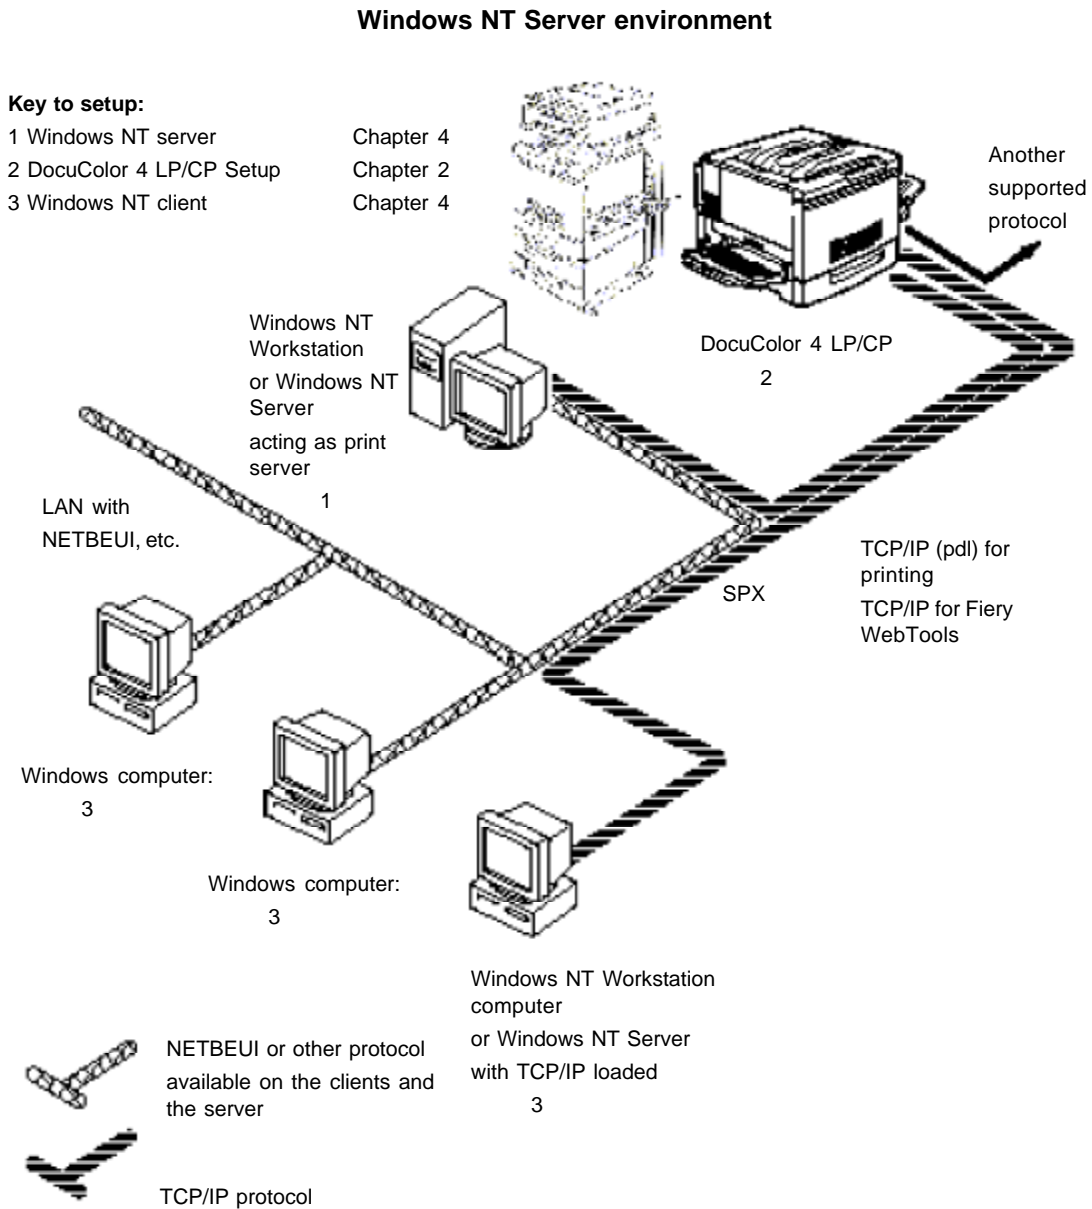 Windows NT Server environment
Key to setup:
1 Windows NT server Chapter 4
2 DocuColor 4 LP/CP Setup Chapter 2
3 Windows NT client Chapter 4
Another
supported
protocol
Windows NT
Workstation
or Windows NT
Server
acting as print
server
1
DocuColor 4 LP/CP
2
LAN with
NETBEUI, etc.
TCP/IP (pdl) for
printing
TCP/IP for Fiery
WebTools
SPX
Windows computer:
3
Windows computer:
3
Windows NT Workstation
computer
or Windows NT Server
with TCP/IP loaded
3
NETBEUI or other protocol
available on the clients and
the server
TCP/IP protocol